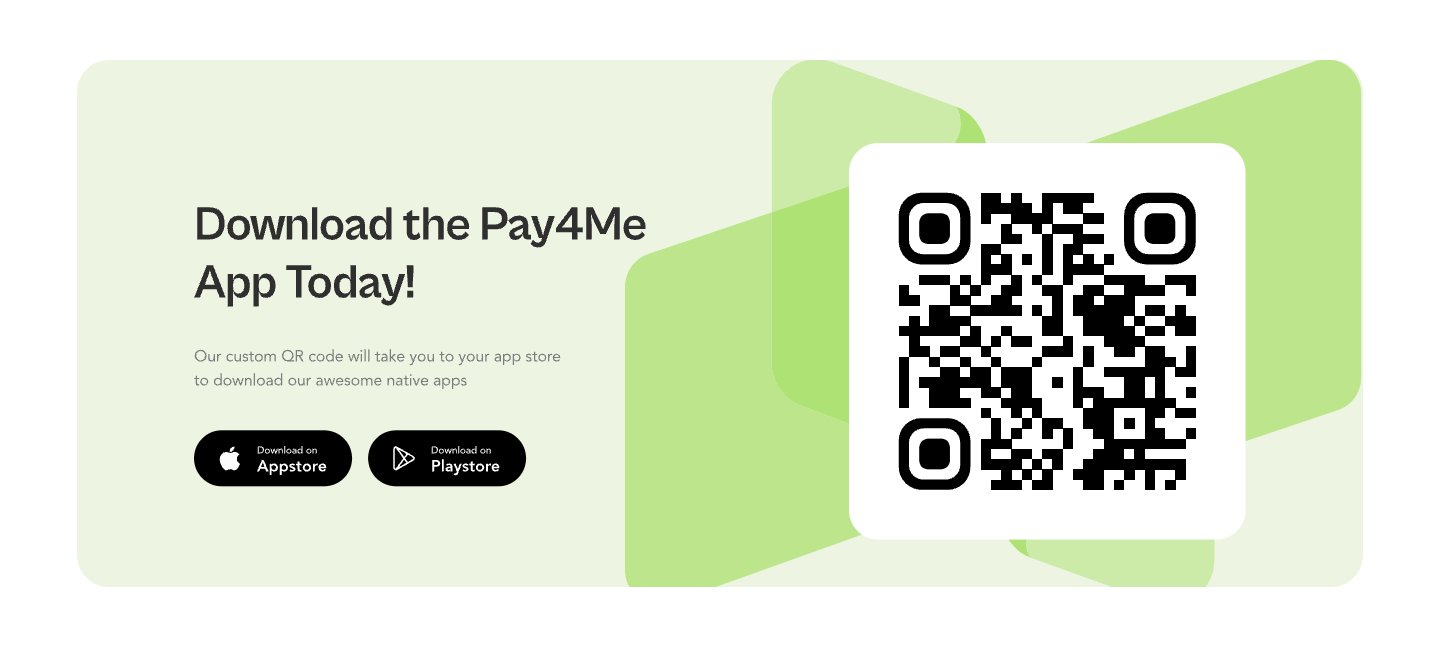 Download the Pay4Me
App Today!
Our custom QR code will take you to your app store
to download our awesome native apps
Download on
Appstore
Download on
Playstore